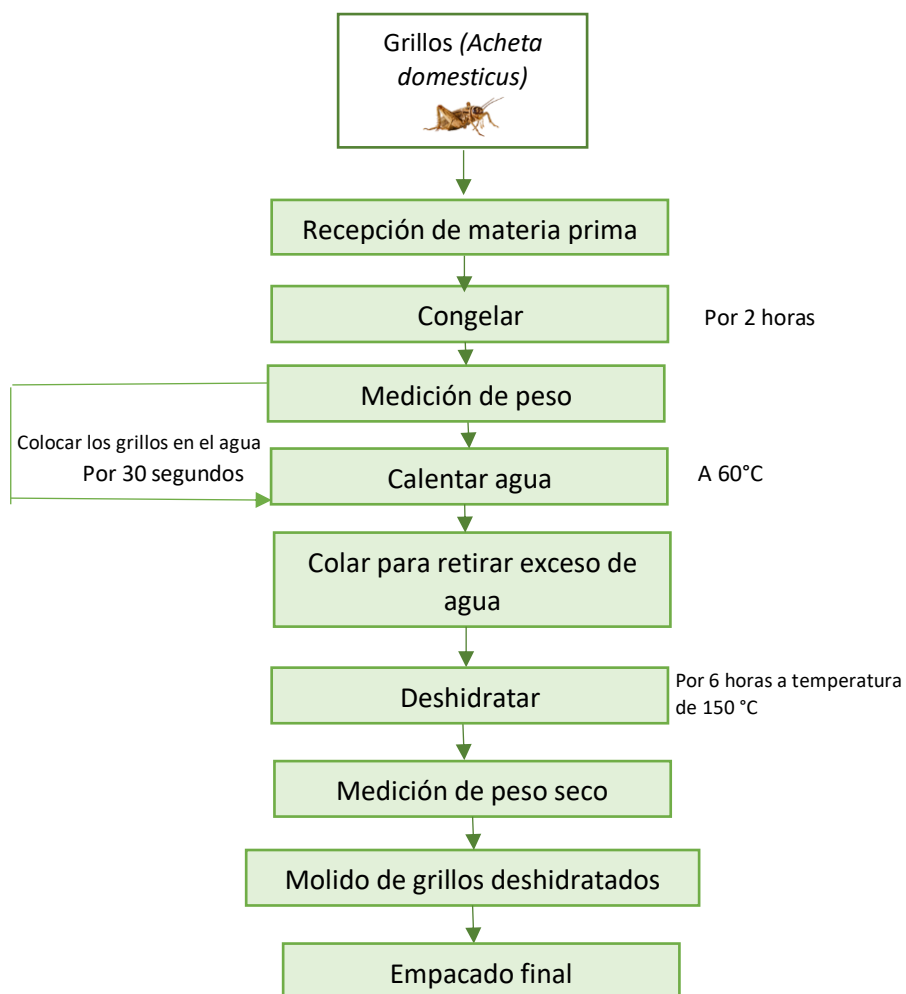 Grillos (Acheta
domesticus)
Recepción de materia prima
Congelar
Por 2 horas
Medición de peso
Colocar los grillos en el agua
Por 30 segundos
Calentar agua
A 60°C
Colar para retirar exceso de
agua
Deshidratar
Por 6 horas a temperatura
de 150 °C
Medición de peso seco
Molido de grillos deshidratados
Empacado final